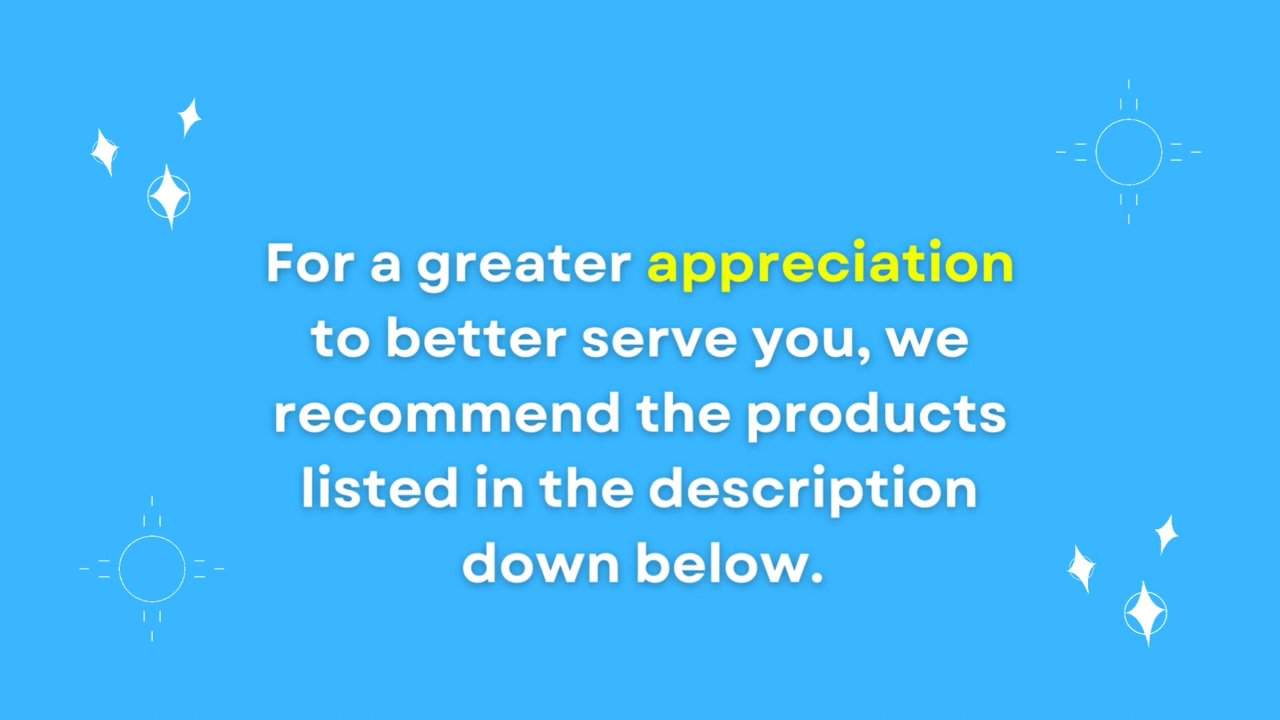 For a greater appreciation
to better serve you, we
recommend the products
listed in the description
down below.